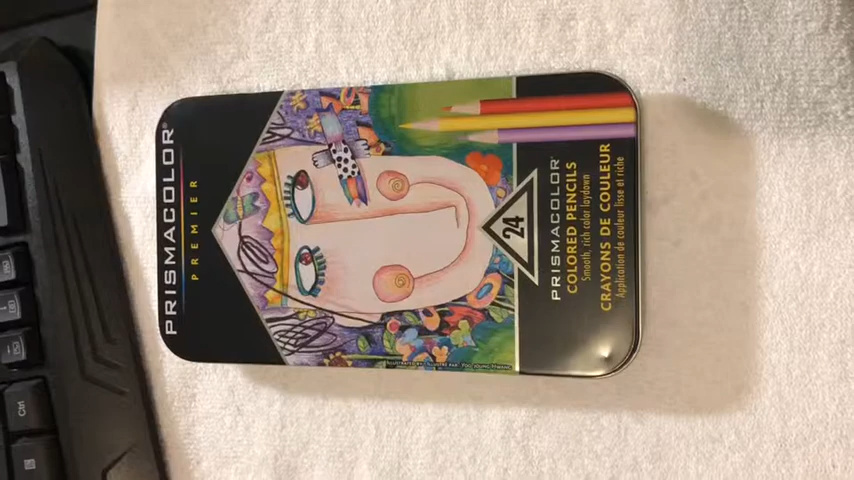 PRISMACOLOR®
PREMIER
24
PRISMACOLOR®
COLORED PENCILS
Smooth, rich color laydown
CRAYONS DE COULEUR
Application de couleur lisse et riche
Ctrl